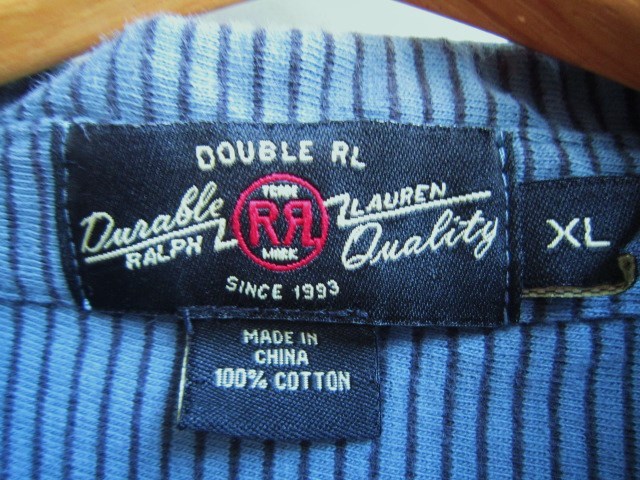 DOUBLE RL
Durable Quality
RALPH LAUREN
TRADE
RRL
MARK
SINCE 1993
XL
MADE IN
CHINA
100% COTTON